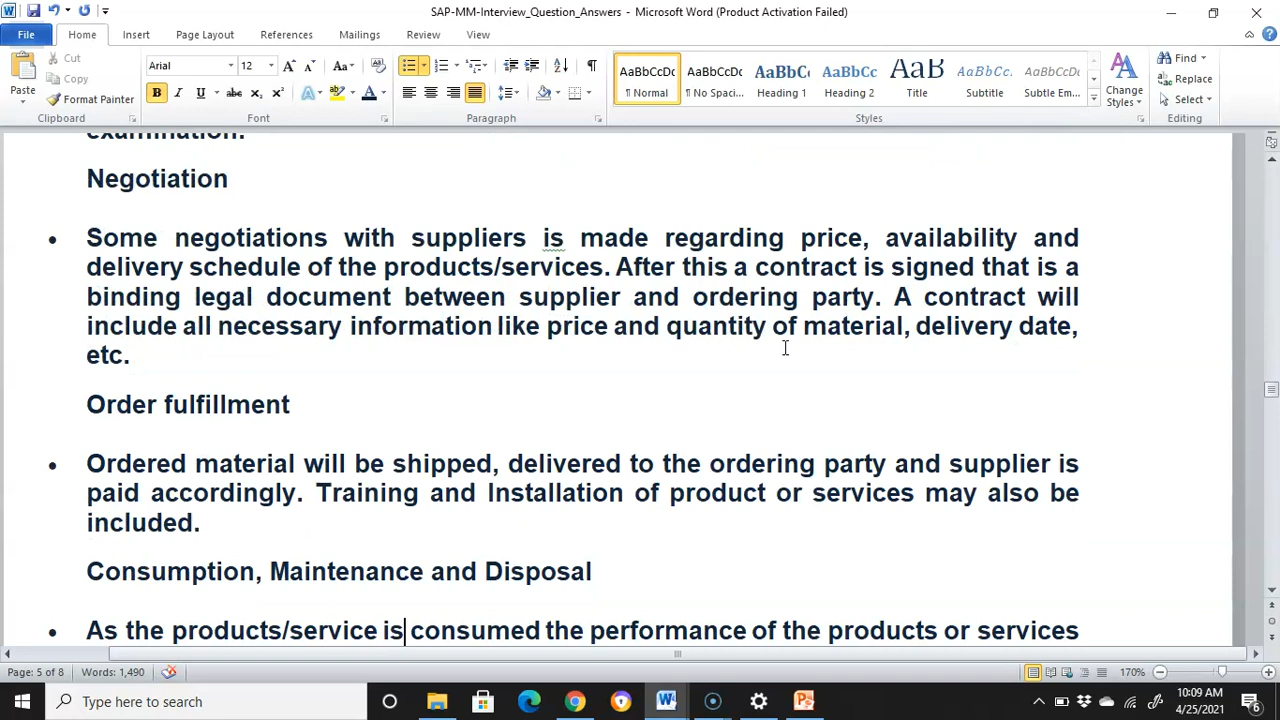 SAP-MM-Interview_Question_Answers - Microsoft Word (Product Activation Failed)
File Home Insert Page Layout References Mailings Review View
Paste
Cut
Copy
Format Painter
Clipboard
Arial 12
Aa
B I U abc x₂ x² A A
Font
Paragraph
AaBbCcDc AaBbCcDc AaBbC AaBbCc AaB AaBbCc. AaBbCcDc
¶ Normal ¶ No Spaci... Heading 1 Heading 2 Title Subtitle Subtle Em...
Styles
Change
Styles
Find
Replace
Select
Editing
examination.
Negotiation
• Some negotiations with suppliers is made regarding price, availability and
delivery schedule of the products/services. After this a contract is signed that is a
binding legal document between supplier and ordering party. A contract will
include all necessary information like price and quantity of material, delivery date,
etc.
Order fulfillment
• Ordered material will be shipped, delivered to the ordering party and supplier is
paid accordingly. Training and Installation of product or services may also be
included.
Consumption, Maintenance and Disposal
• As the products/service is consumed the performance of the products or services
Page: 5 of 8 Words: 1,490 170%
Type here to search
10:09 AM
4/25/2021
6